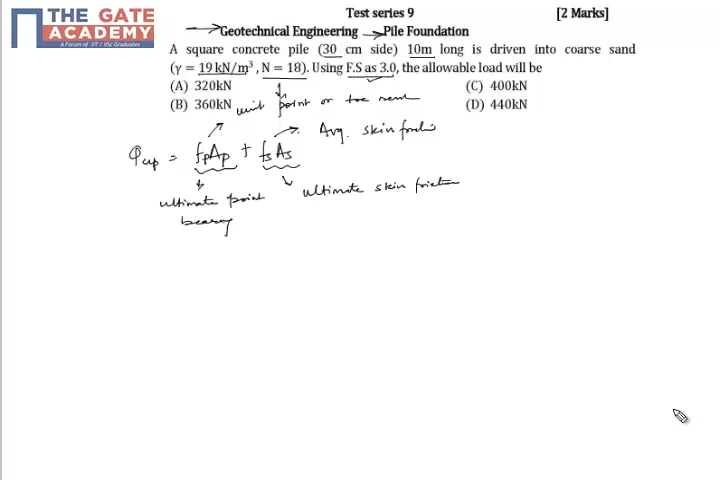 THE GATE
ACADEMY
A Forum of IIT / IISc Graduates
Test series 9 [2 Marks]
Geotechnical Engineering Pile Foundation
A square concrete pile (30 cm side) 10m long is driven into coarse sand
(γ = 19 kN/m³, N = 18). Using F.S as 3.0, the allowable load will be
(A) 320kN (C) 400kN
(B) 360kN (D) 440kN
unit point or toe
Avg. skin
= fpAp + fsAs
ultimate point
bearing
ultimate skin friction